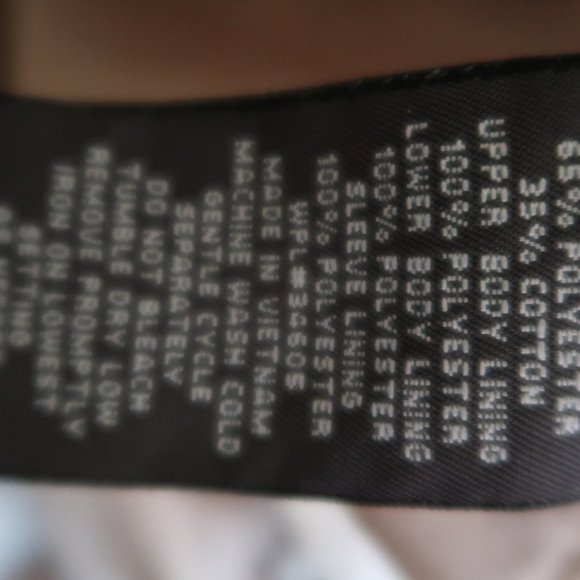 65% POLYESTER
35% COTTON
UPPER BODY LINING
100% POLYESTER
LOWER BODY LINING
100% POLYESTER
SLEEVE LINING
100% POLYESTER
WPL#34605
MADE IN VIETNAM
MACHINE WASH COLD
GENTLE CYCLE
SEPARATELY
DO NOT BLEACH
TUMBLE DRY LOW
REMOVE PROMPTLY
IRON ON LOWEST
SETTING